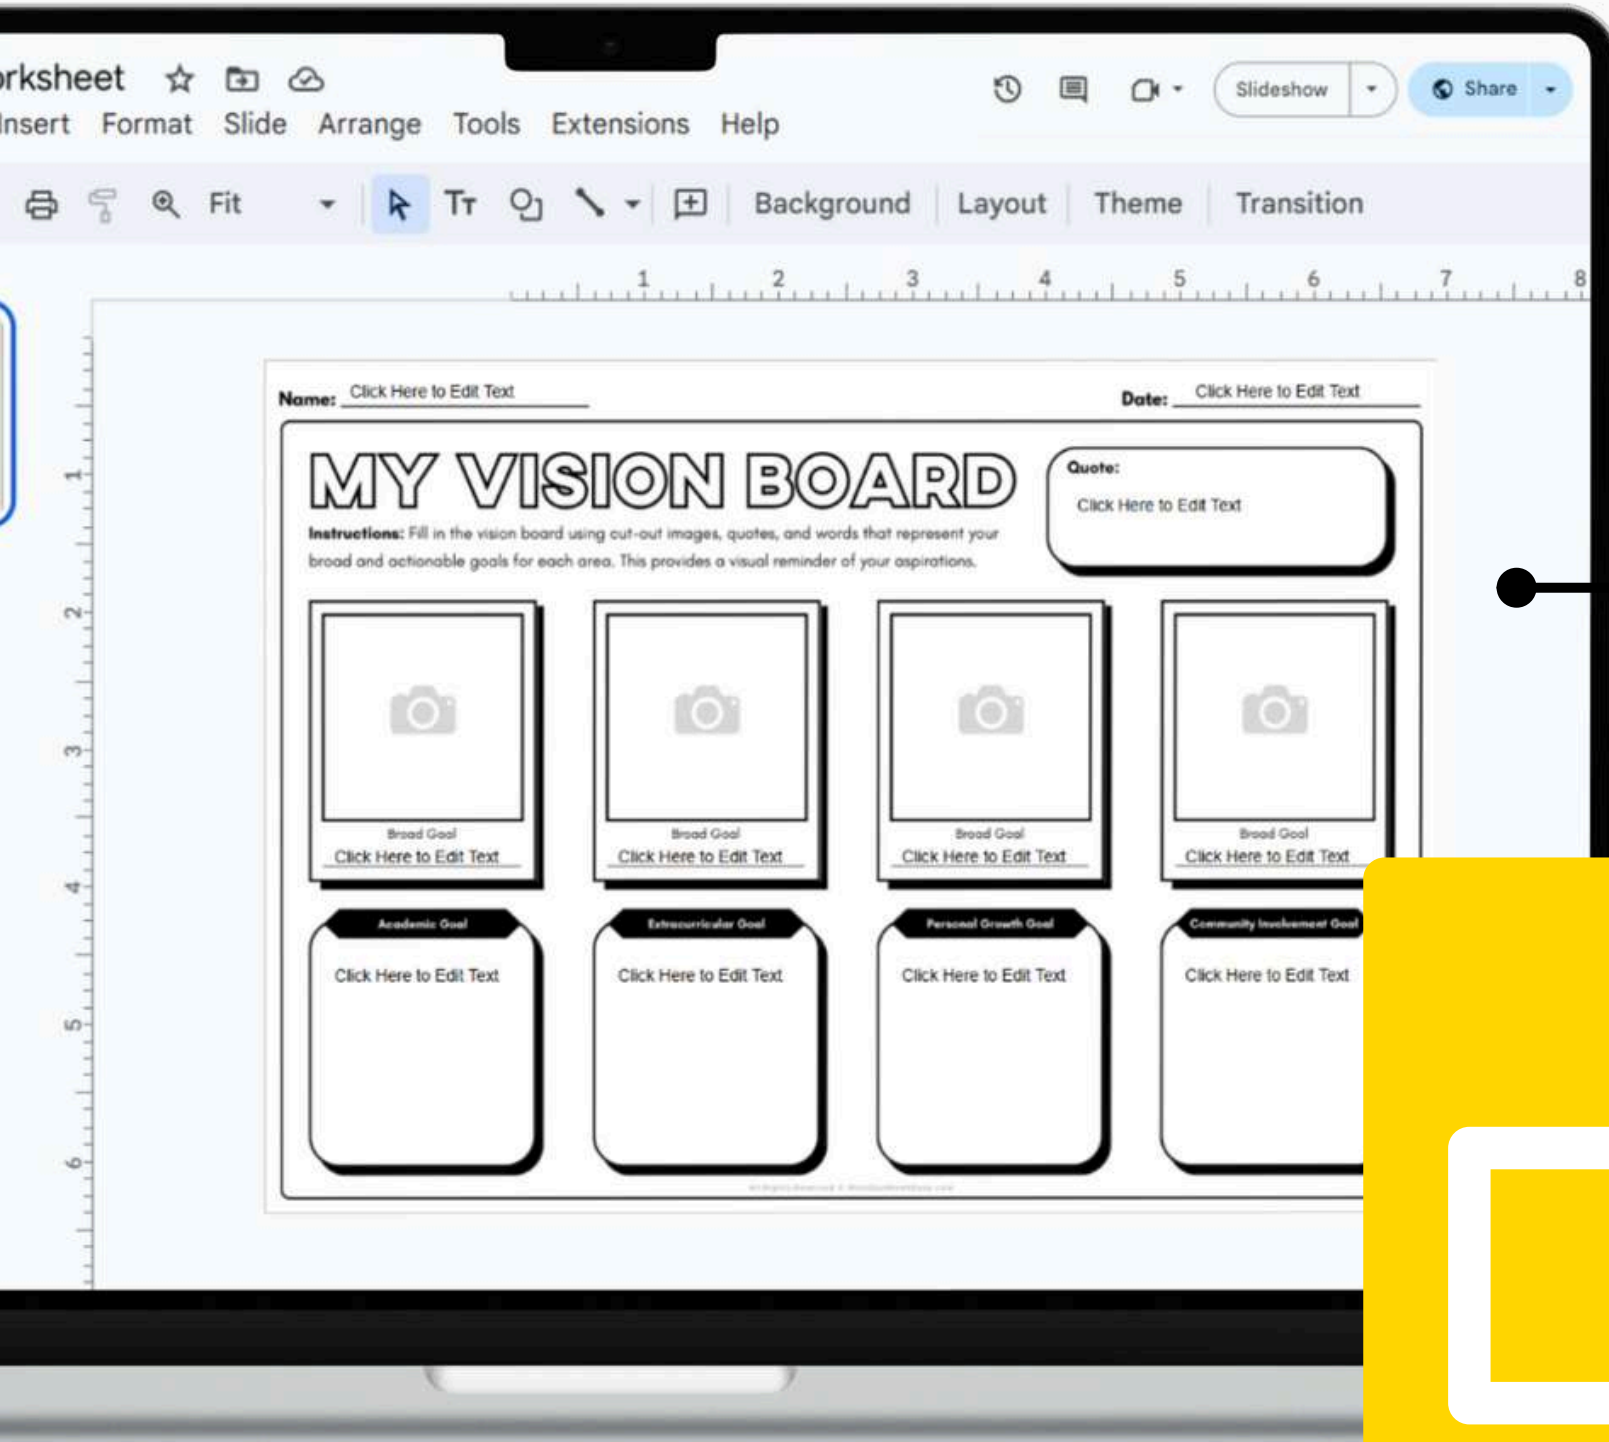 orksheet
Insert Format Slide Arrange Tools Extensions Help
Slideshow
Share
Fit
Background Layout Theme Transition
1 2 3 4 5 6 7 8
1
2
3
4
5
6
Name: Click Here to Edit Text
Date: Click Here to Edit Text
MY VISION BOARD
Instructions: Fill in the vision board using cut-out images, quotes, and words that represent your
broad and actionable goals for each area. This provides a visual reminder of your aspirations.
Quote:
Click Here to Edit Text
Broad Goal Broad Goal Broad Goal Broad Goal
Click Here to Edit Text Click Here to Edit Text Click Here to Edit Text Click Here to Edit Text
Academic Goal Extracurricular Goal Personal Growth Goal Community Involvement Goal
Click Here to Edit Text Click Here to Edit Text Click Here to Edit Text Click Here to Edit Text